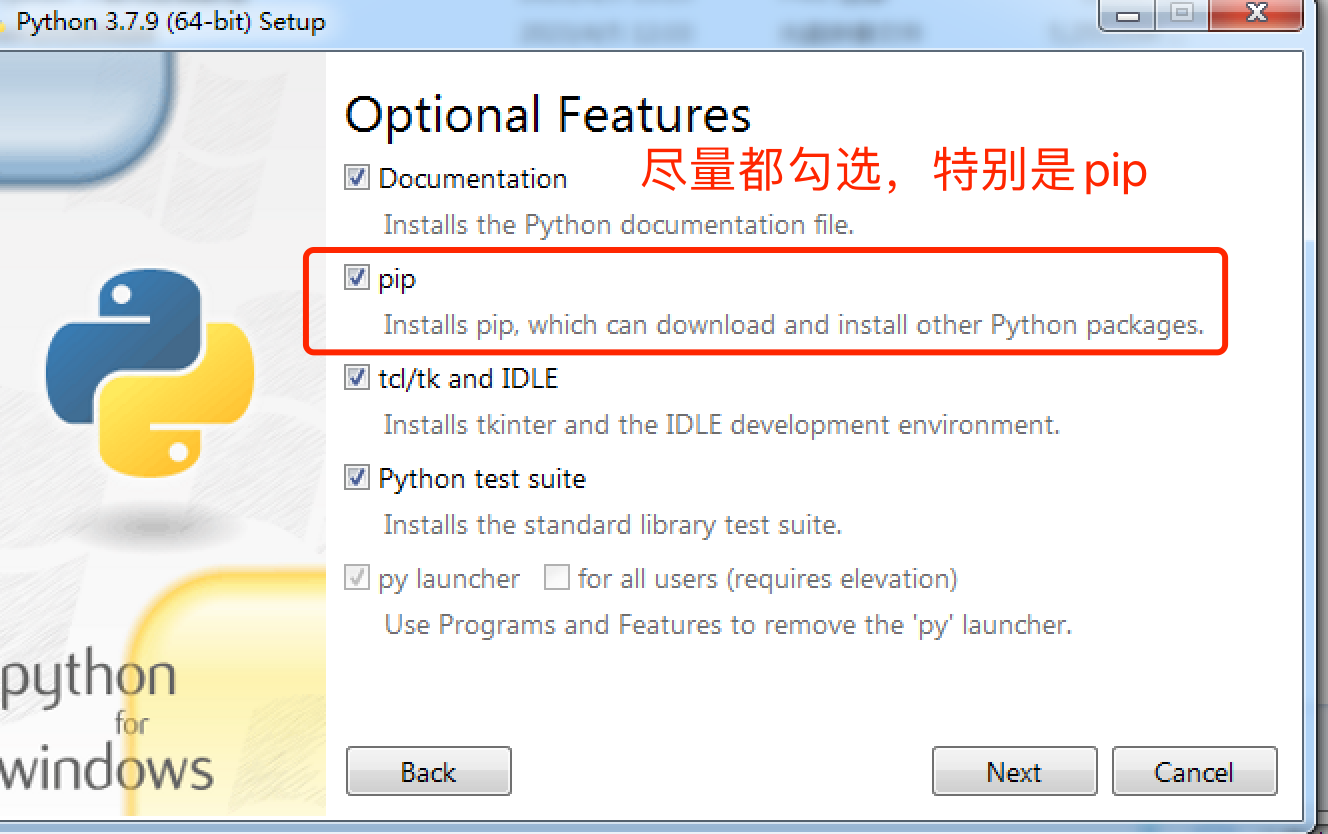 Python 3.7.9 (64-bit) Setup
Optional Features
尽量都勾选，特别是pip
Documentation
Installs the Python documentation file.
pip
Installs pip, which can download and install other Python packages.
tcl/tk and IDLE
Installs tkinter and the IDLE development environment.
Python test suite
Installs the standard library test suite.
py launcher for all users (requires elevation)
Use Programs and Features to remove the 'py' launcher.
python
for
windows
Back Next Cancel